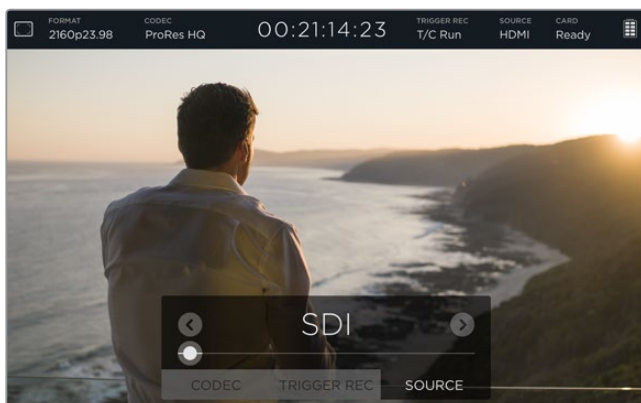 FORMAT
2160p23.98
CODEC
ProRes HQ
00:21:14:23
TRIGGER REC
T/C Run
SOURCE
HDMI
CARD
Ready
SDI
CODEC
TRIGGER REC
SOURCE